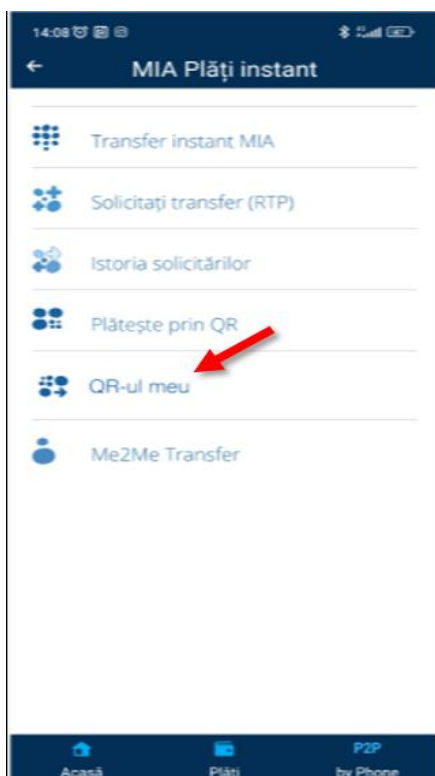 14:08
MIA Plăți instant
Transfer instant MIA
Solicitați transfer (RTP)
Istoria solicitărilor
Plătește prin QR
QR-ul meu
Me2Me Transfer
P2P
Acasă Plăți by Phone